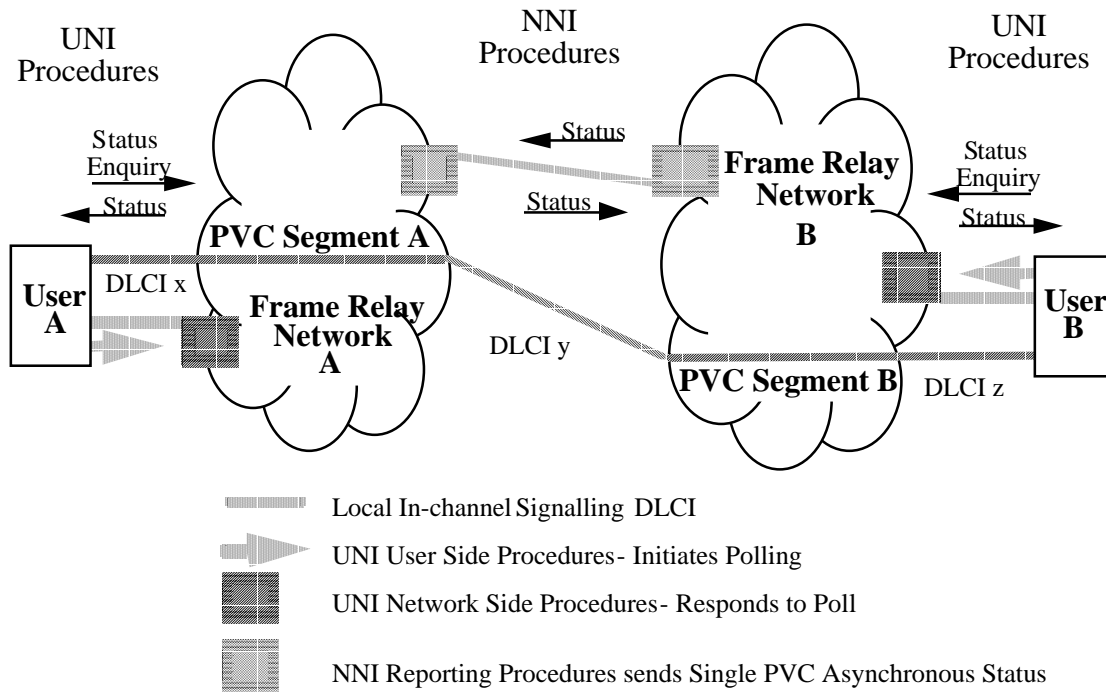 UNI
Procedures
NNI
Procedures
UNI
Procedures
Status
Enquiry
Status
Status
Status
Status
Enquiry
Status
Frame Relay
Network
B
PVC Segment A
DLCI x
User
A
Frame Relay
Network
A
DLCI y
User
B
PVC Segment B
DLCI z
Local In-channel Signalling DLCI
UNI User Side Procedures- Initiates Polling
UNI Network Side Procedures- Responds to Poll
NNI Reporting Procedures sends Single PVC Asynchronous Status